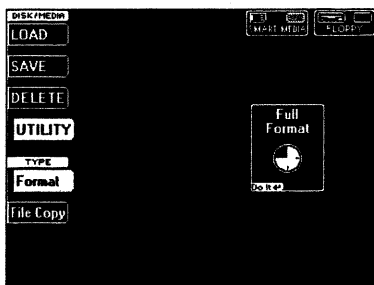 DISK/MEDIA
LOAD
SAVE
DELETE
UTILITY
TYPE
Format
File Copy
SMART MEDIA
FLOPPY
Full
Format
Do It